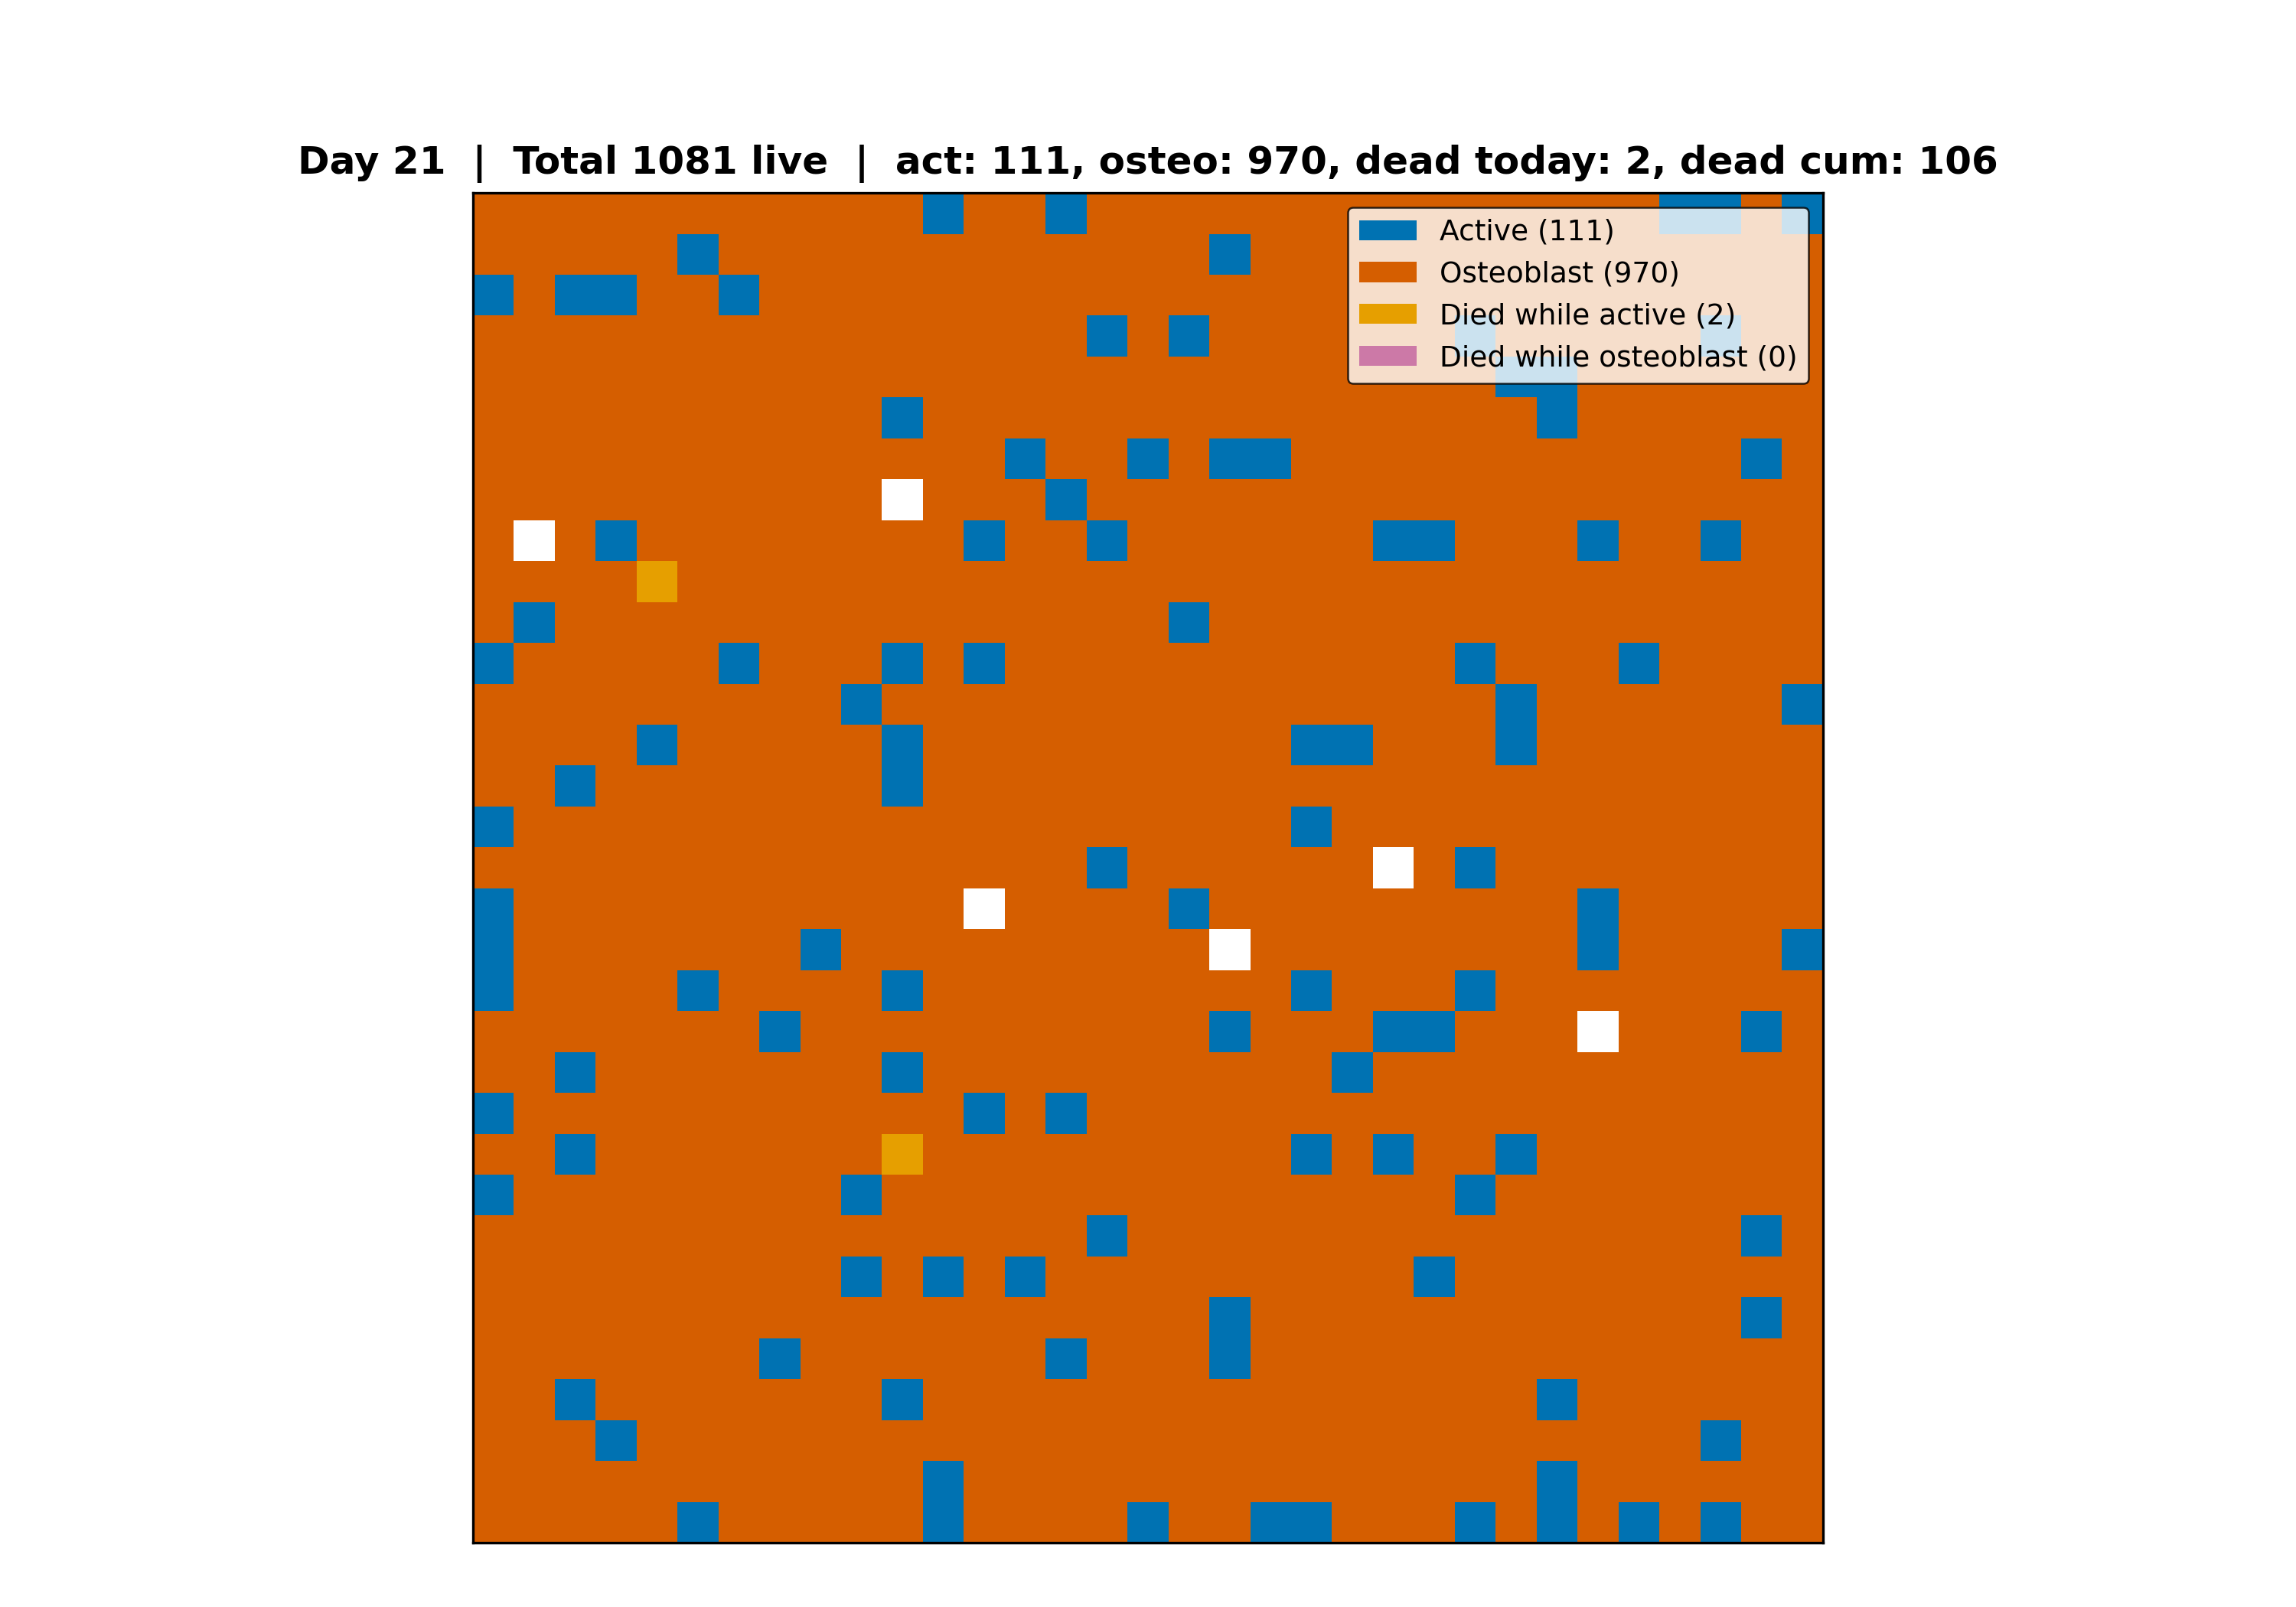 Day 21 | Total 1081 live | act: 111, osteo: 970, dead today: 2, dead cum: 106
Active (111)
Osteoblast (970)
Died while active (2)
Died while osteoblast (0)